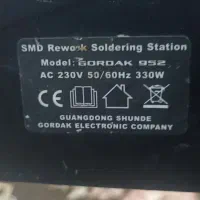 SMD Rework Soldering Station
Model: GORDAK 952
AC 230V 50/60Hz 330W
CE
GUANGDONG SHUNDE
GORDAK ELECTRONIC COMPANY